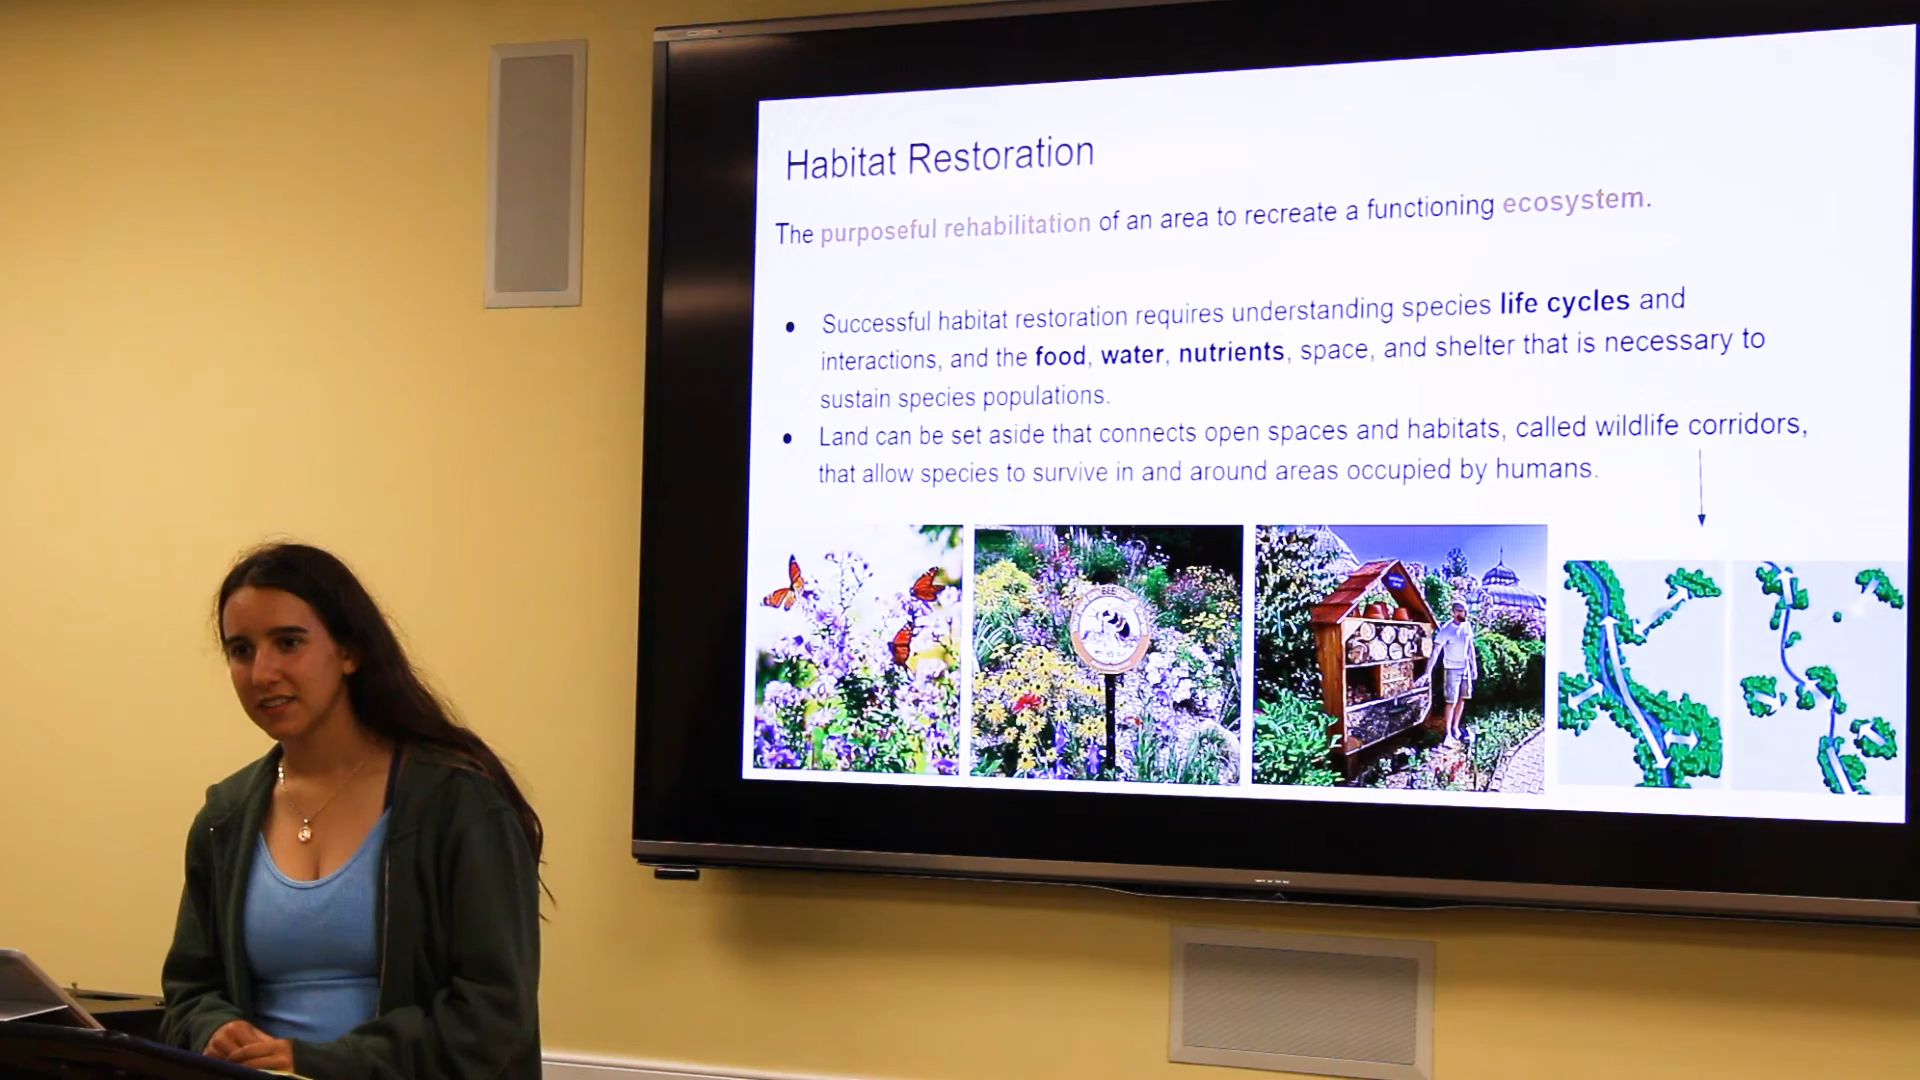 Habitat Restoration
The purposeful rehabilitation of an area to recreate a functioning ecosystem.
● Successful habitat restoration requires understanding species life cycles and
interactions, and the food, water, nutrients, space, and shelter that is necessary to
sustain species populations.
● Land can be set aside that connects open spaces and habitats, called wildlife corridors,
that allow species to survive in and around areas occupied by humans.
BEE